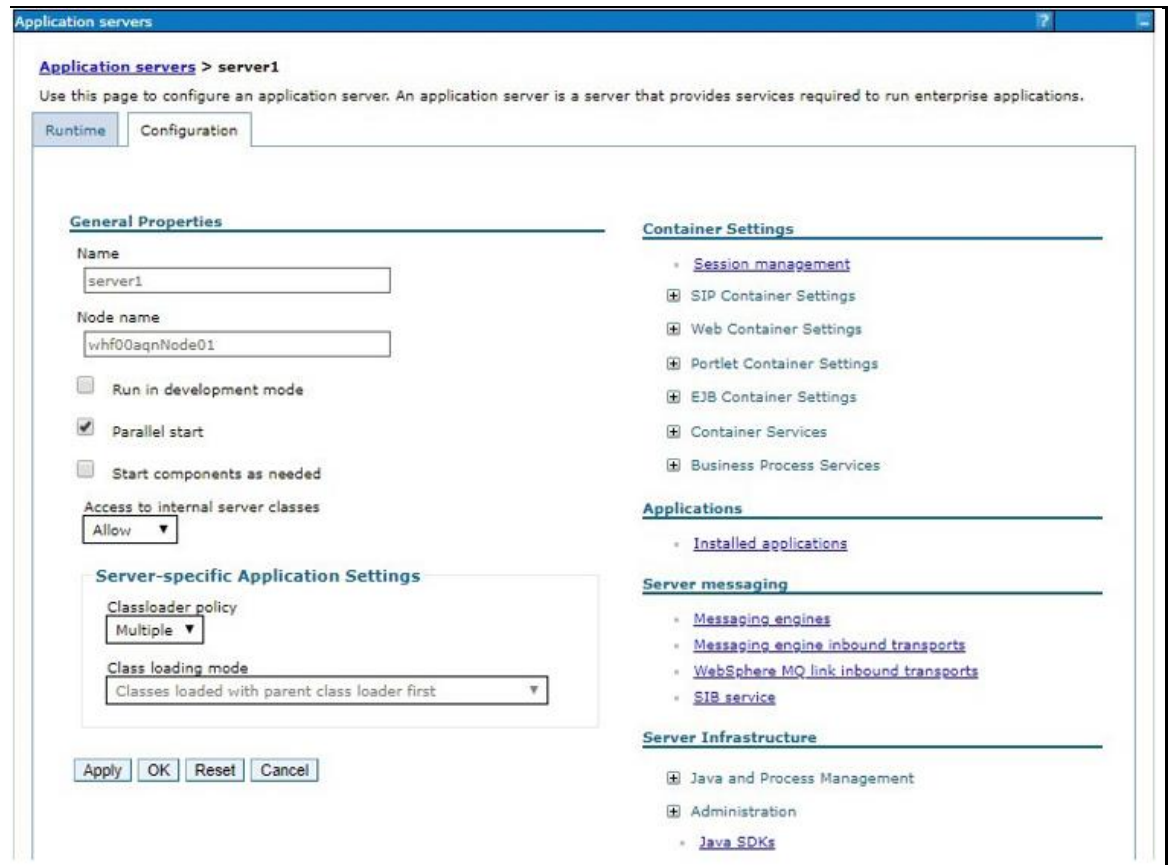 Application servers
?
Application servers > server1
Use this page to configure an application server. An application server is a server that provides services required to run enterprise applications.
Runtime
Configuration
General Properties
Name
server1
Node name
whf00aqnNode01
Run in development mode
Parallel start
Start components as needed
Access to internal server classes
Allow
Server-specific Application Settings
Classloader policy
Multiple
Class loading mode
Classes loaded with parent class loader first
Apply OK Reset Cancel
Container Settings
Session management
SIP Container Settings
Web Container Settings
Portlet Container Settings
EJB Container Settings
Container Services
Business Process Services
Applications
Installed applications
Server messaging
Messaging engines
Messaging engine inbound transports
WebSphere MQ link inbound transports
SIB service
Server Infrastructure
Java and Process Management
Administration
Java SDKs